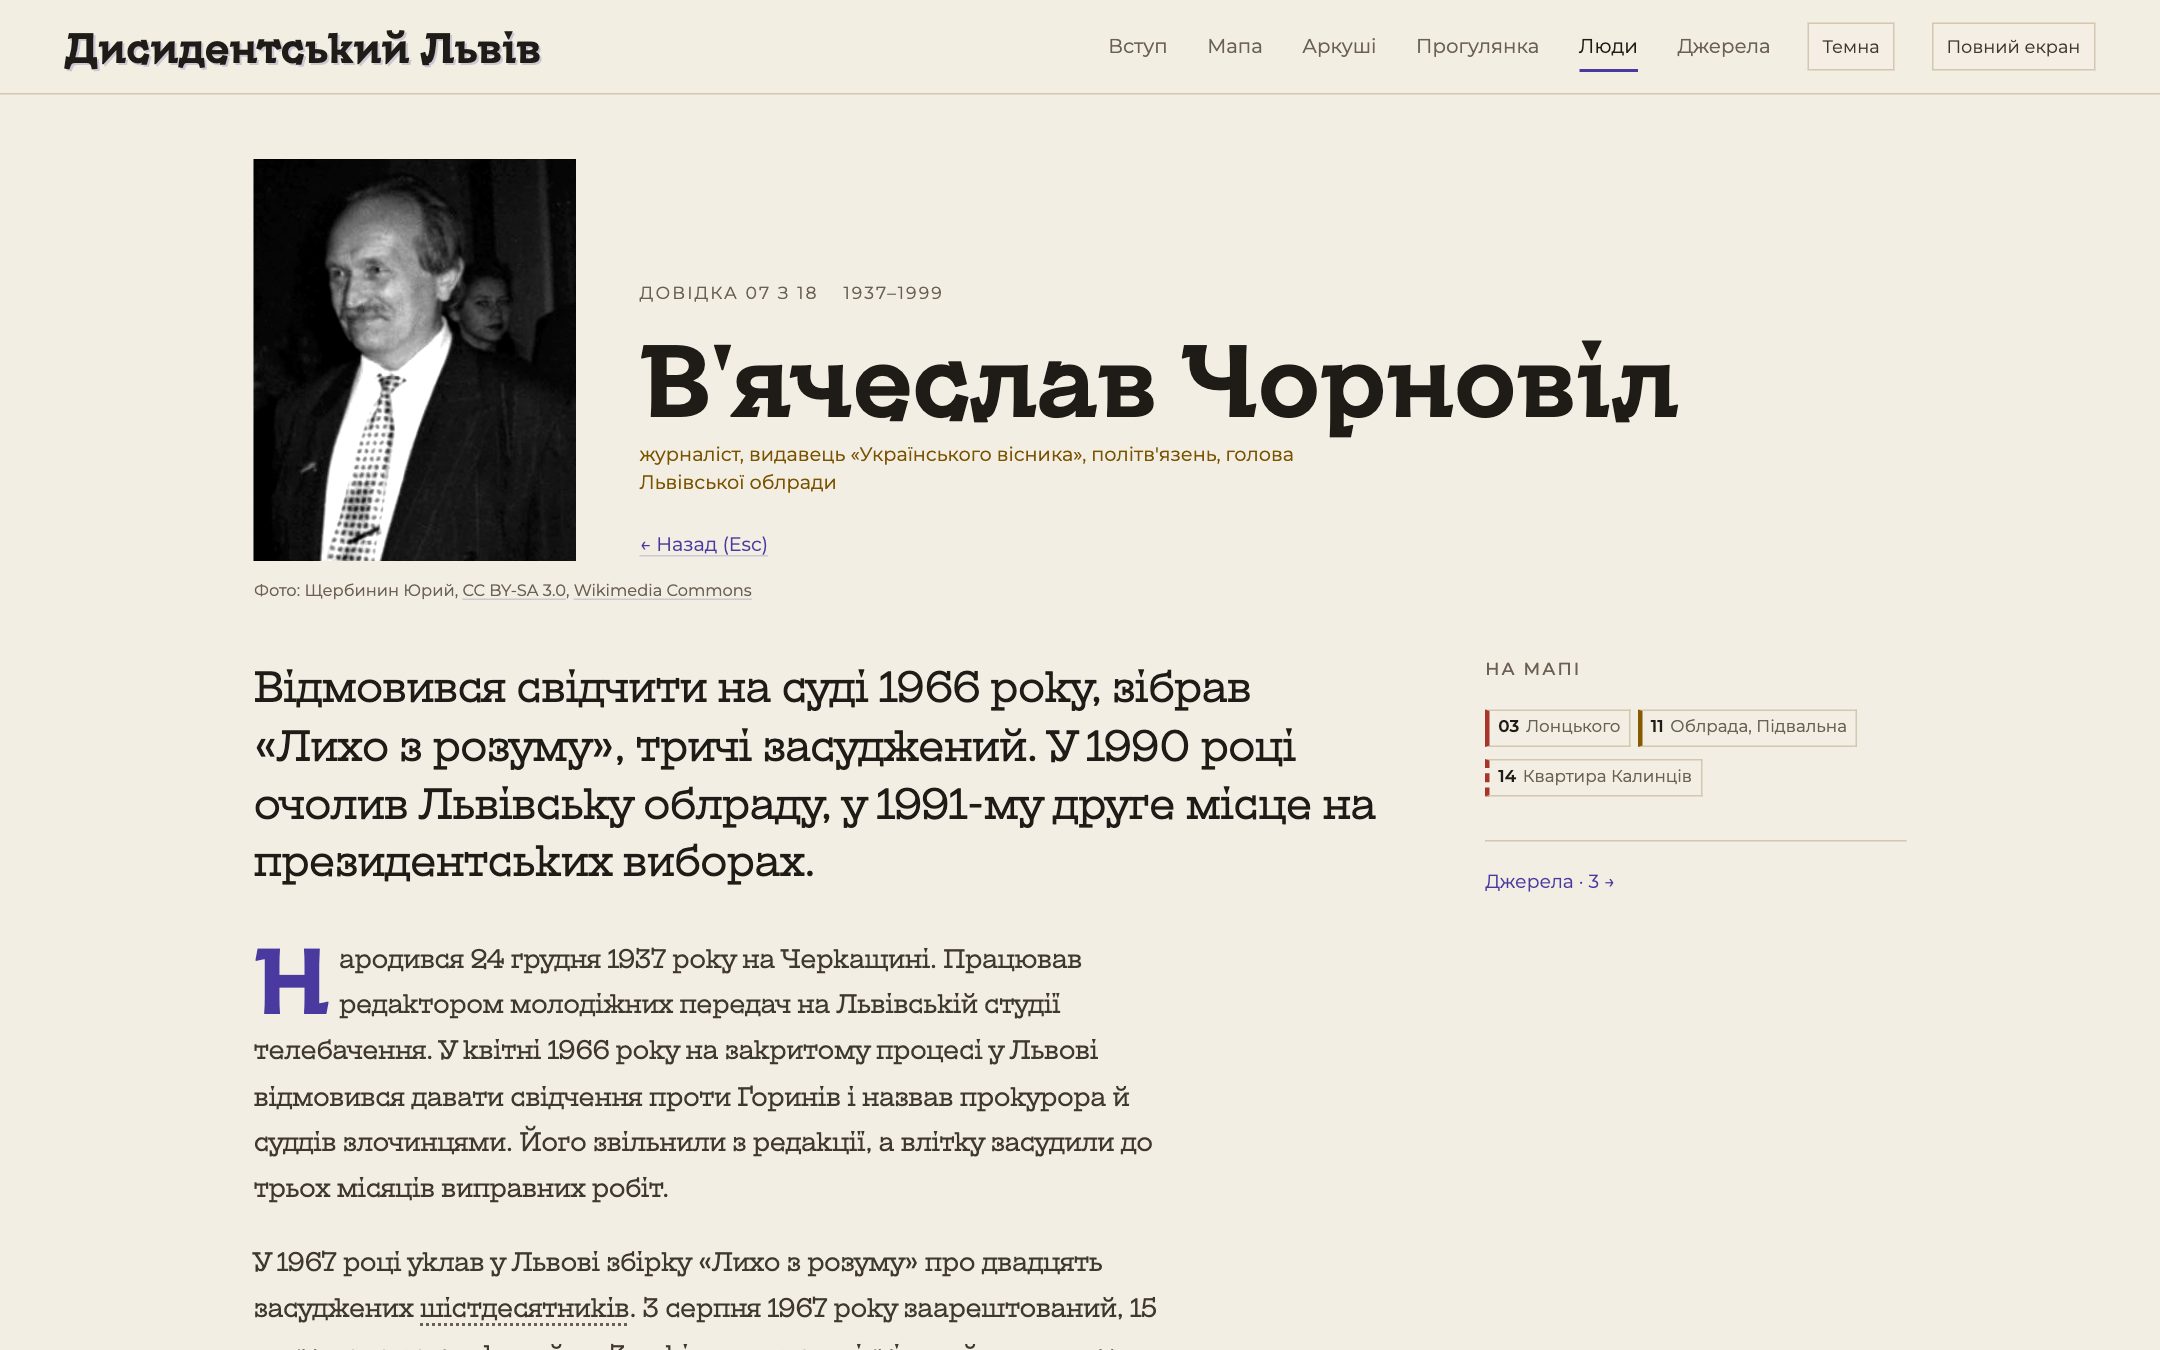 Дисидентський Львів
Вступ Мапа Аркуші Прогулянка Люди Джерела Темна Повний екран
ДОВІДКА 07 З 18 1937–1999
В'ячеслав Чорновіл
журналіст, видавець «Українського вісника», політв'язень, голова
Львівської облради
← Назад (Esc)
Фото: Щербинин Юрий, CC BY-SA 3.0, Wikimedia Commons
Відмовився свідчити на суді 1966 року, зібрав
«Лихо з розуму», тричі засуджений. У 1990 році
очолив Львівську облраду, у 1991-му друге місце на
президентських виборах.
Народився 24 грудня 1937 року на Черкащині. Працював
редактором молодіжних передач на Львівській студії
телебачення. У квітні 1966 року на закритому процесі у Львові
відмовився давати свідчення проти Горинів і назвав прокурора й
суддів злочинцями. Його звільнили з редакції, а влітку засудили до
трьох місяців виправних робіт.
У 1967 році уклав у Львові збірку «Лихо з розуму» про двадцять
засуджених шістдесятників. 3 серпня 1967 року заарештований, 15
НА МАПІ
03 Лонцького 11 Облрада, Підвальна
14 Квартира Калинців
Джерела · 3 →